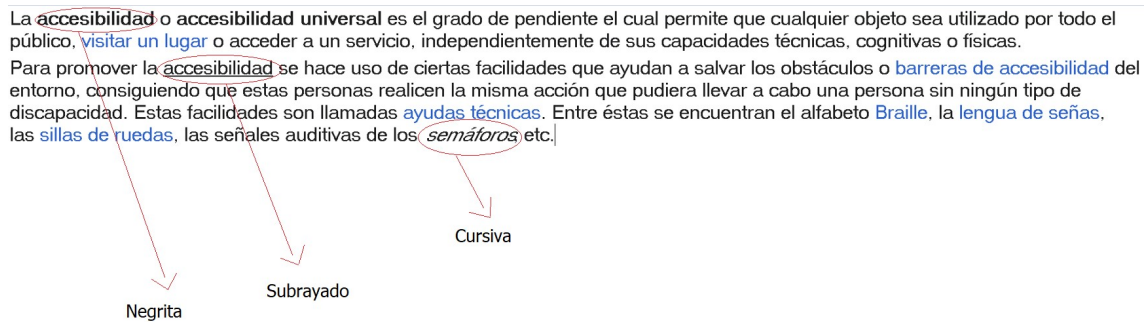 La accesibilidad o accesibilidad universal es el grado de pendiente el cual permite que cualquier objeto sea utilizado por todo el
público, visitar un lugar o acceder a un servicio, independientemente de sus capacidades técnicas, cognitivas o físicas.
Para promover la accesibilidad se hace uso de ciertas facilidades que ayudan a salvar los obstáculos o barreras de accesibilidad del
entorno, consiguiendo que estas personas realicen la misma acción que pudiera llevar a cabo una persona sin ningún tipo de
discapacidad. Estas facilidades son llamadas ayudas técnicas. Entre éstas se encuentran el alfabeto Braille, la lengua de señas,
las sillas de ruedas, las señales auditivas de los semáforos, etc.
Cursiva
Subrayado
Negrita